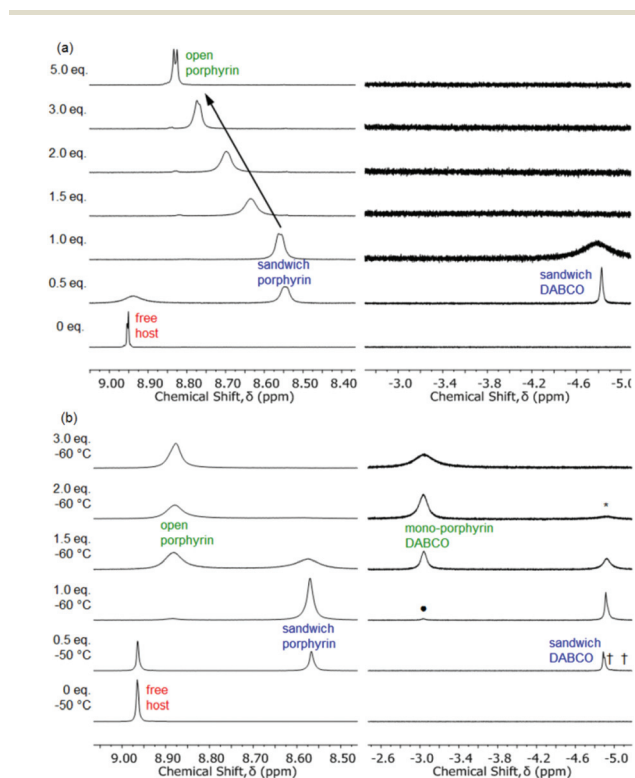 (a)
open
porphyrin
5.0 eq.
3.0 eq.
2.0 eq.
1.5 eq.
1.0 eq.
sandwich
porphyrin
sandwich
DABCO
0.5 eq.
free
host
0 eq.
9.00 8.90 8.80 8.70 8.60 8.50 8.40
-3.0 -3.4 -3.8 -4.2 -4.6 -5.0
Chemical Shift, δ (ppm) Chemical Shift, δ (ppm)
(b)
3.0 eq.
-60 °C
2.0 eq.
-60 °C
*
open
porphyrin
mono-porphyrin
DABCO
1.5 eq.
-60 °C
1.0 eq.
-60 °C
●
sandwich
porphyrin
sandwich
DABCO † †
0.5 eq.
-50 °C
free
host
0 eq.
-50 °C
9.00 8.90 8.80 8.70 8.60 8.50
-2.6 -3.0 -3.4 -3.8 -4.2 -4.6 -5.0
Chemical Shift, δ (ppm) Chemical Shift, δ (ppm)